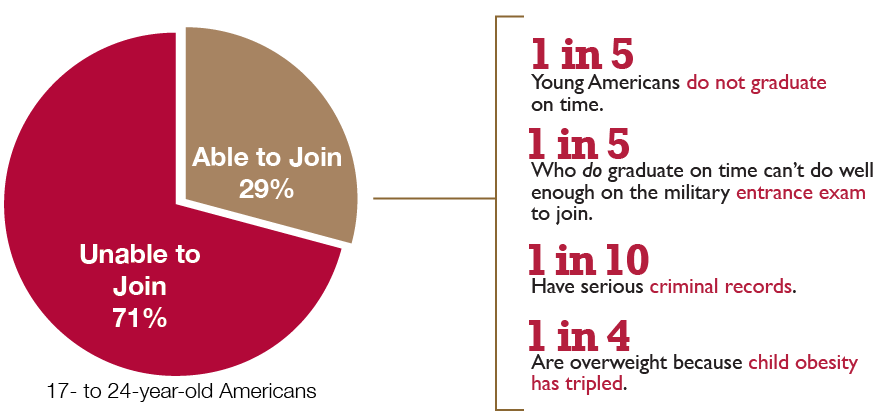 Able to Join
29%
Unable to
Join
71%
17- to 24-year-old Americans
1 in 5
Young Americans do not graduate
on time.
1 in 5
Who do graduate on time can’t do well
enough on the military entrance exam
to join.
1 in 10
Have serious criminal records.
1 in 4
Are overweight because child obesity
has tripled.